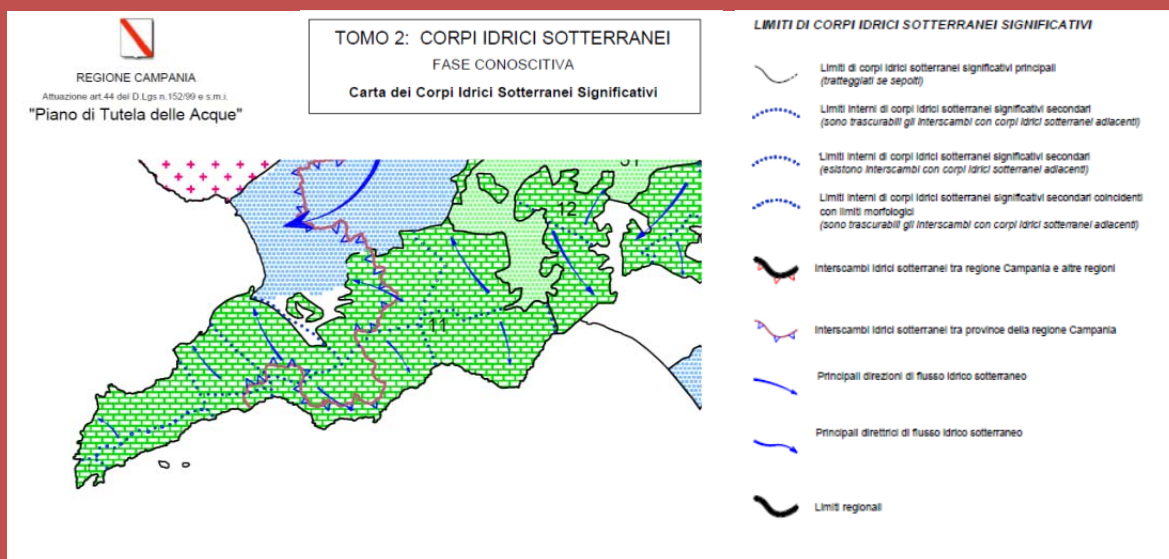 REGIONE CAMPANIA
Attuazione art.44 del D.Lgs n.152/99 e s.m.i.
"Piano di Tutela delle Acque"
TOMO 2: CORPI IDRICI SOTTERRANEI
FASE CONOSCITIVA
Carta dei Corpi Idrici Sotterranei Significativi
12
11
LIMITI DI CORPI IDRICI SOTTERRANEI SIGNIFICATIVI
Limiti di corpi idrici sotterranei significativi principali
(tratteggiati se sepolti)
Limiti interni di corpi idrici sotterranei significativi secondari
(sono trascurabili gli interscambi con corpi idrici sotterranei adiacenti)
Limiti interni di corpi idrici sotterranei significativi secondari
(esistono interscambi con corpi idrici sotterranei adiacenti)
Limiti interni di corpi idrici sotterranei significativi secondari coincidenti
con limiti morfologici
(sono trascurabili gli interscambi con corpi idrici sotterranei adiacenti)
Interscambi idrici sotterranei tra regione Campania e altre regioni
Interscambi idrici sotterranei tra province della regione Campania
Principali direzioni di flusso idrico sotterraneo
Principali direttrici di flusso idrico sotterraneo
Limiti regionali